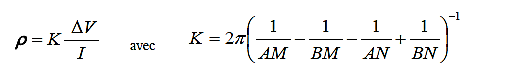 ρ = K ΔV / I avec K = 2π ( 1/AM − 1/BM − 1/AN + 1/BN )⁻¹